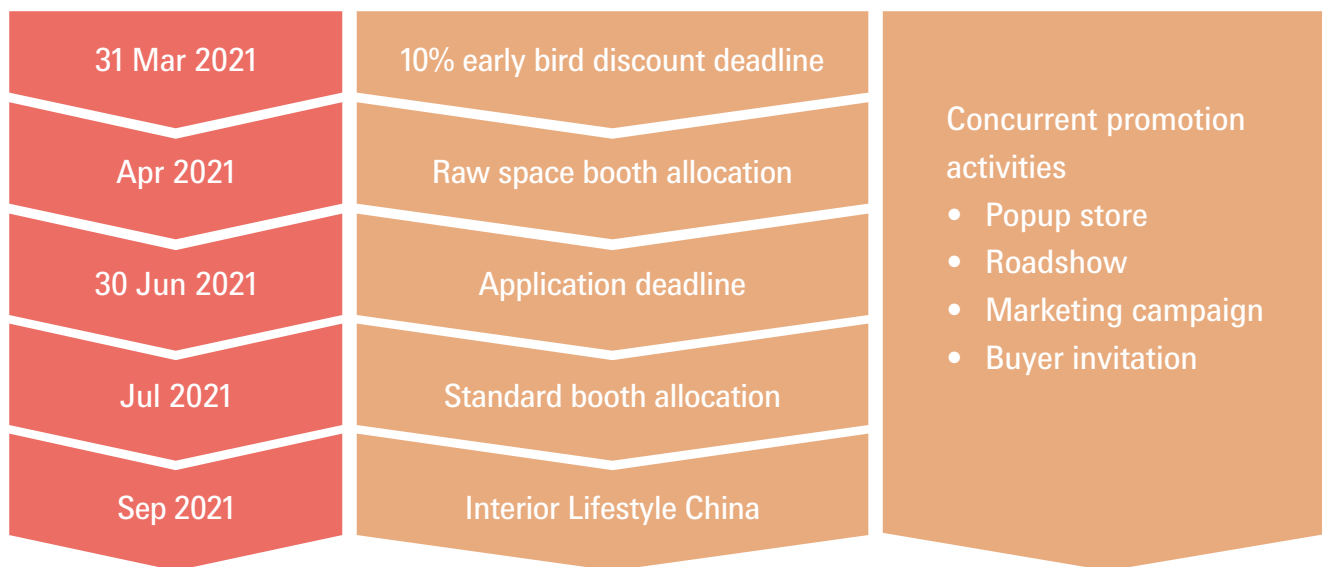 31 Mar 2021
10% early bird discount deadline
Apr 2021
Raw space booth allocation
30 Jun 2021
Application deadline
Jul 2021
Standard booth allocation
Sep 2021
Interior Lifestyle China
Concurrent promotion
activities
• Popup store
• Roadshow
• Marketing campaign
• Buyer invitation